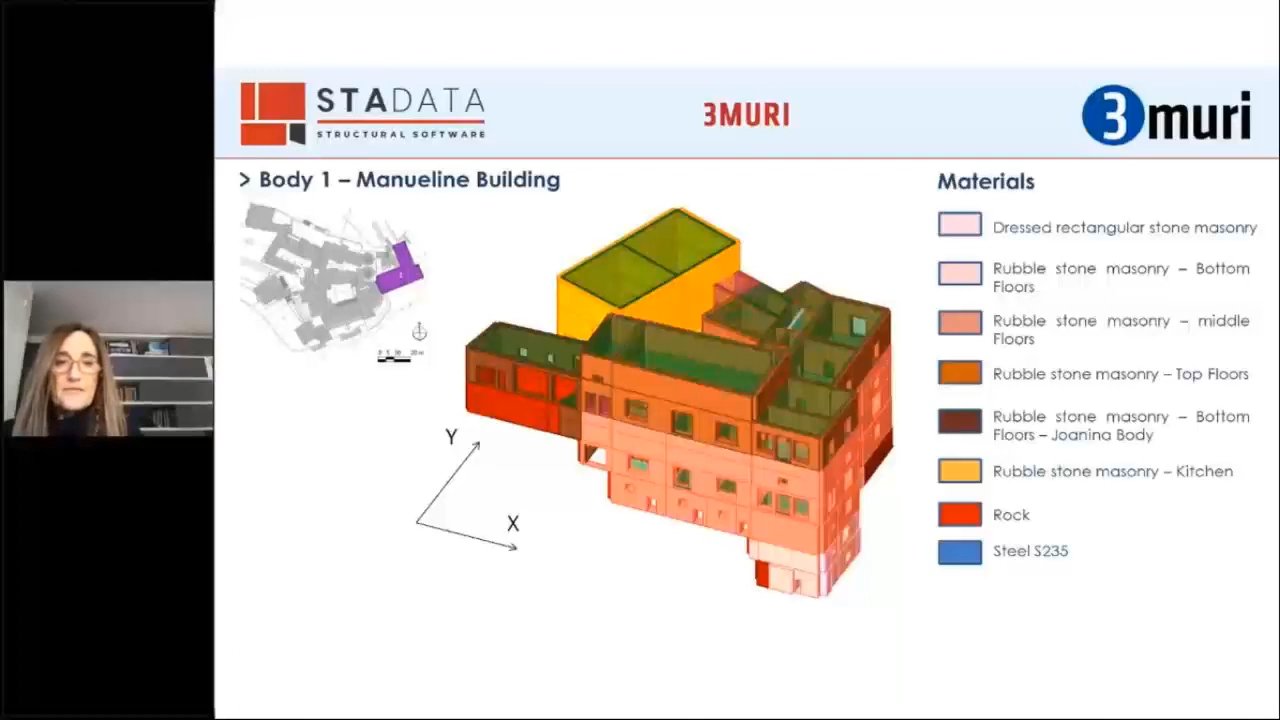 STADATA
STRUCTURAL SOFTWARE
3MURI
3muri
> Body 1 – Manueline Building
Materials
Dressed rectangular stone masonry
Rubble stone masonry – Bottom
Floors
Rubble stone masonry – middle
Floors
Rubble stone masonry – Top Floors
Rubble stone masonry – Bottom
Floors – Joanina Body
Rubble stone masonry – Kitchen
Rock
Steel S235
Y
X